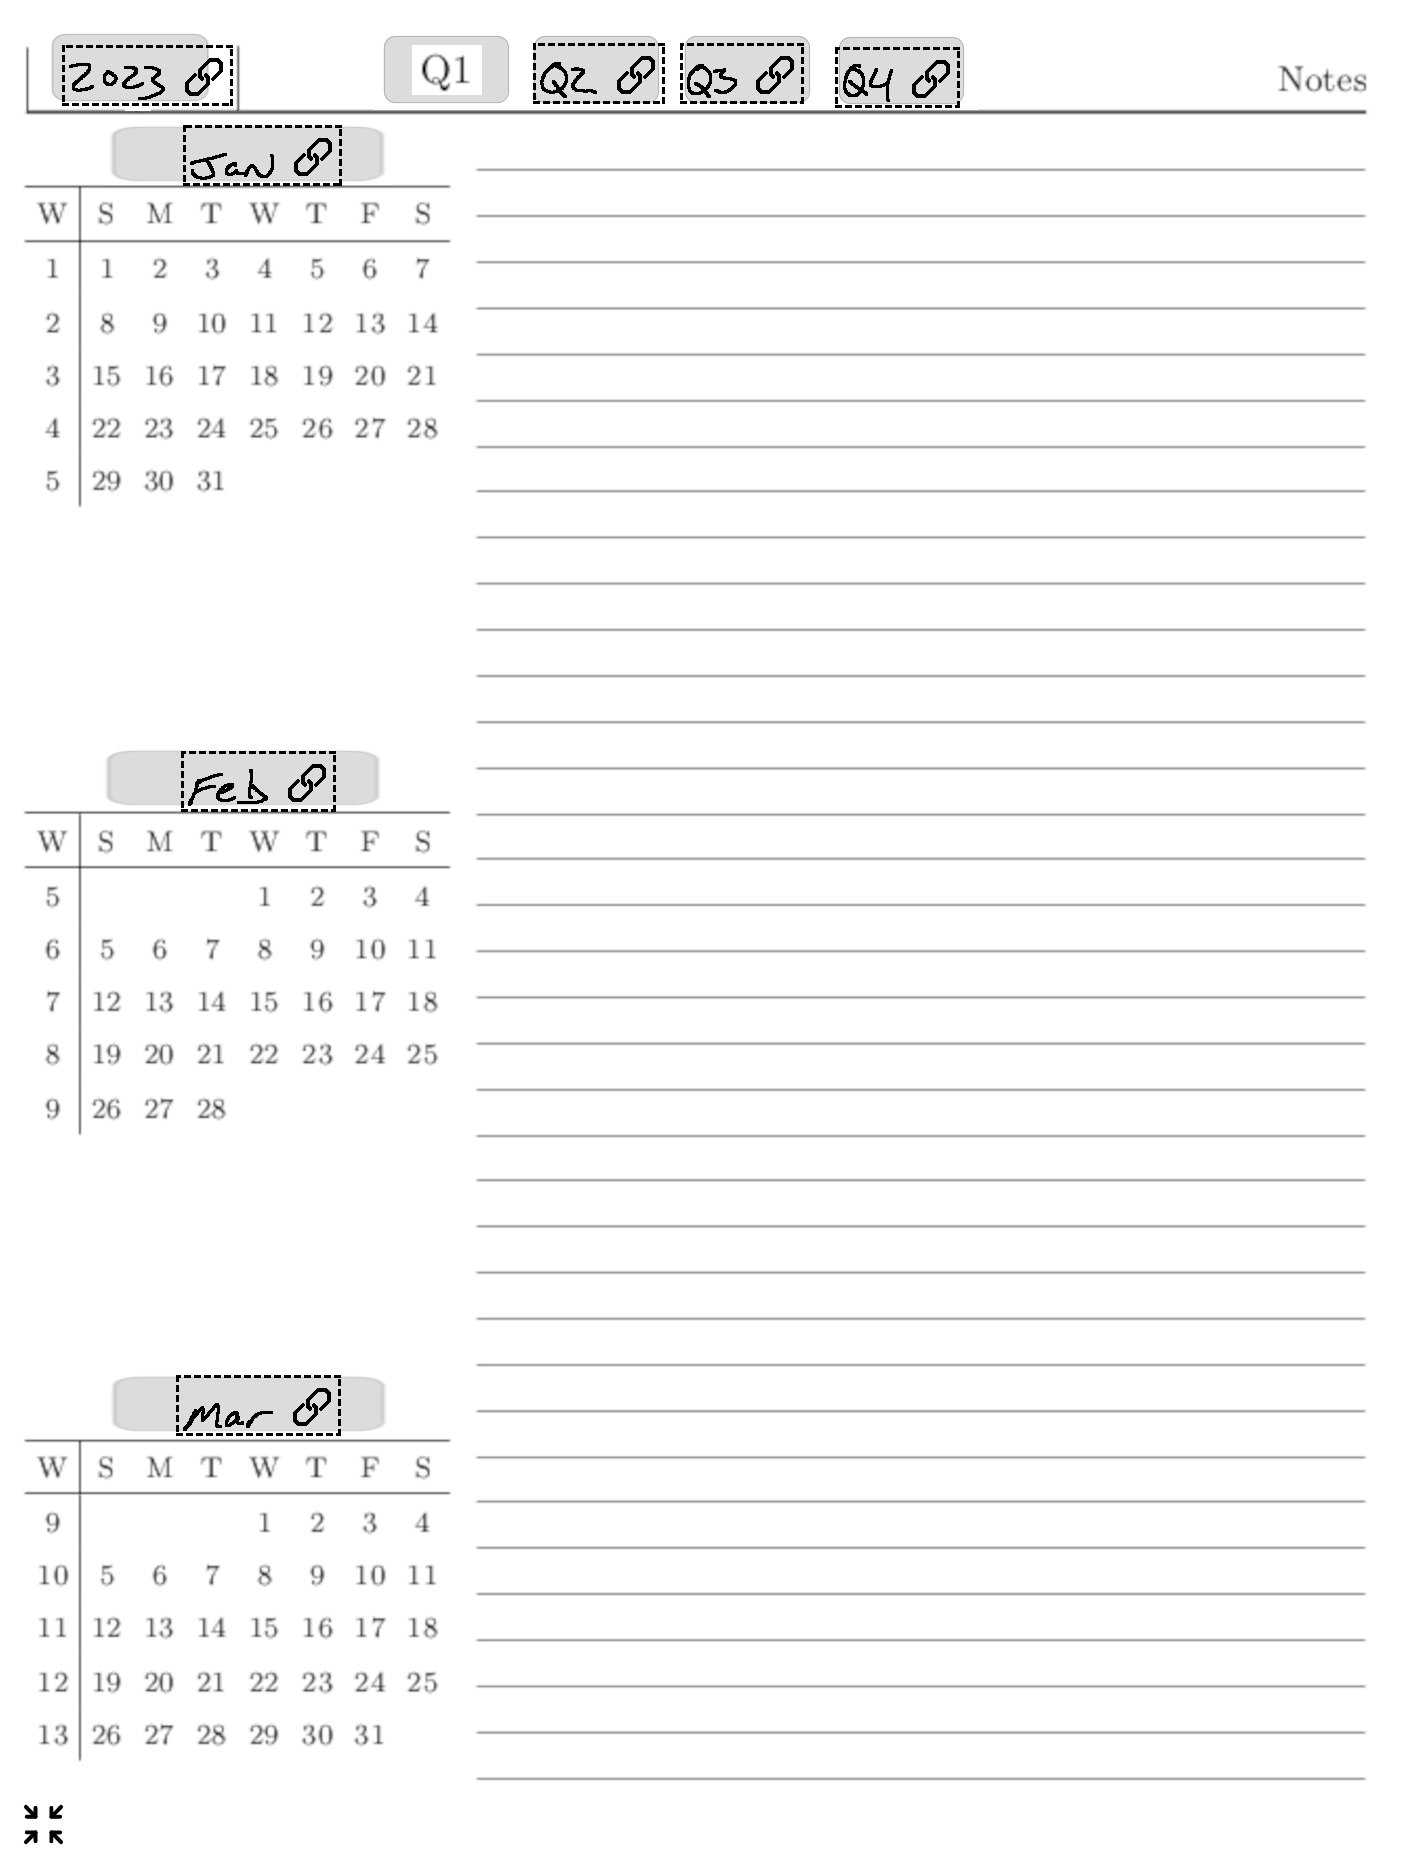 2023 Q1 Q2 Q3 Q4 Notes
Jan
W S M T W T F S
1 1 2 3 4 5 6 7
2 8 9 10 11 12 13 14
3 15 16 17 18 19 20 21
4 22 23 24 25 26 27 28
5 29 30 31
Feb
W S M T W T F S
5 1 2 3 4
6 5 6 7 8 9 10 11
7 12 13 14 15 16 17 18
8 19 20 21 22 23 24 25
9 26 27 28
Mar
W S M T W T F S
9 1 2 3 4
10 5 6 7 8 9 10 11
11 12 13 14 15 16 17 18
12 19 20 21 22 23 24 25
13 26 27 28 29 30 31